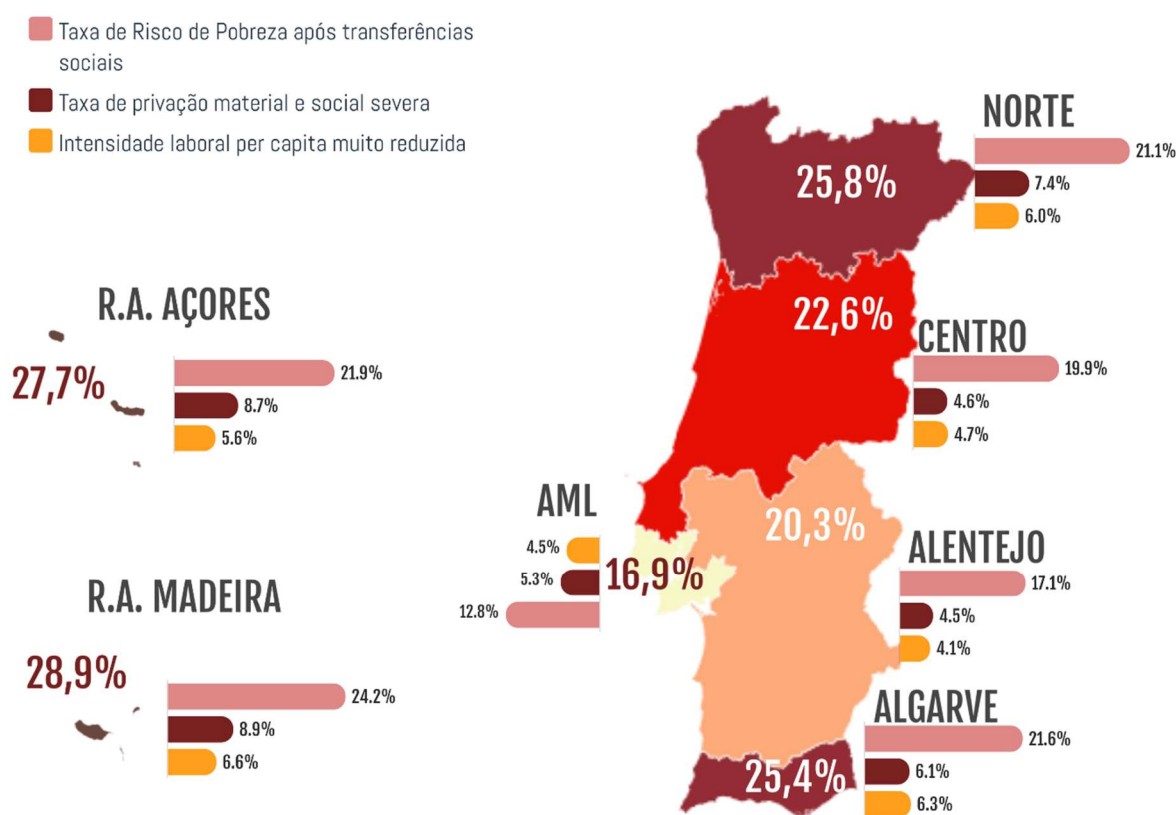 Taxa de Risco de Pobreza após transferências
sociais
Taxa de privação material e social severa
Intensidade laboral per capita muito reduzida
NORTE
25,8%
21.1%
7.4%
6.0%
R.A. AÇORES
27,7%
21.9%
8.7%
5.6%
22,6%
CENTRO
19.9%
4.6%
4.7%
AML
4.5%
5.3%
12.8%
16,9%
20,3%
ALENTEJO
17.1%
4.5%
4.1%
R.A. MADEIRA
28,9%
24.2%
8.9%
6.6%
ALGARVE
25,4%
21.6%
6.1%
6.3%